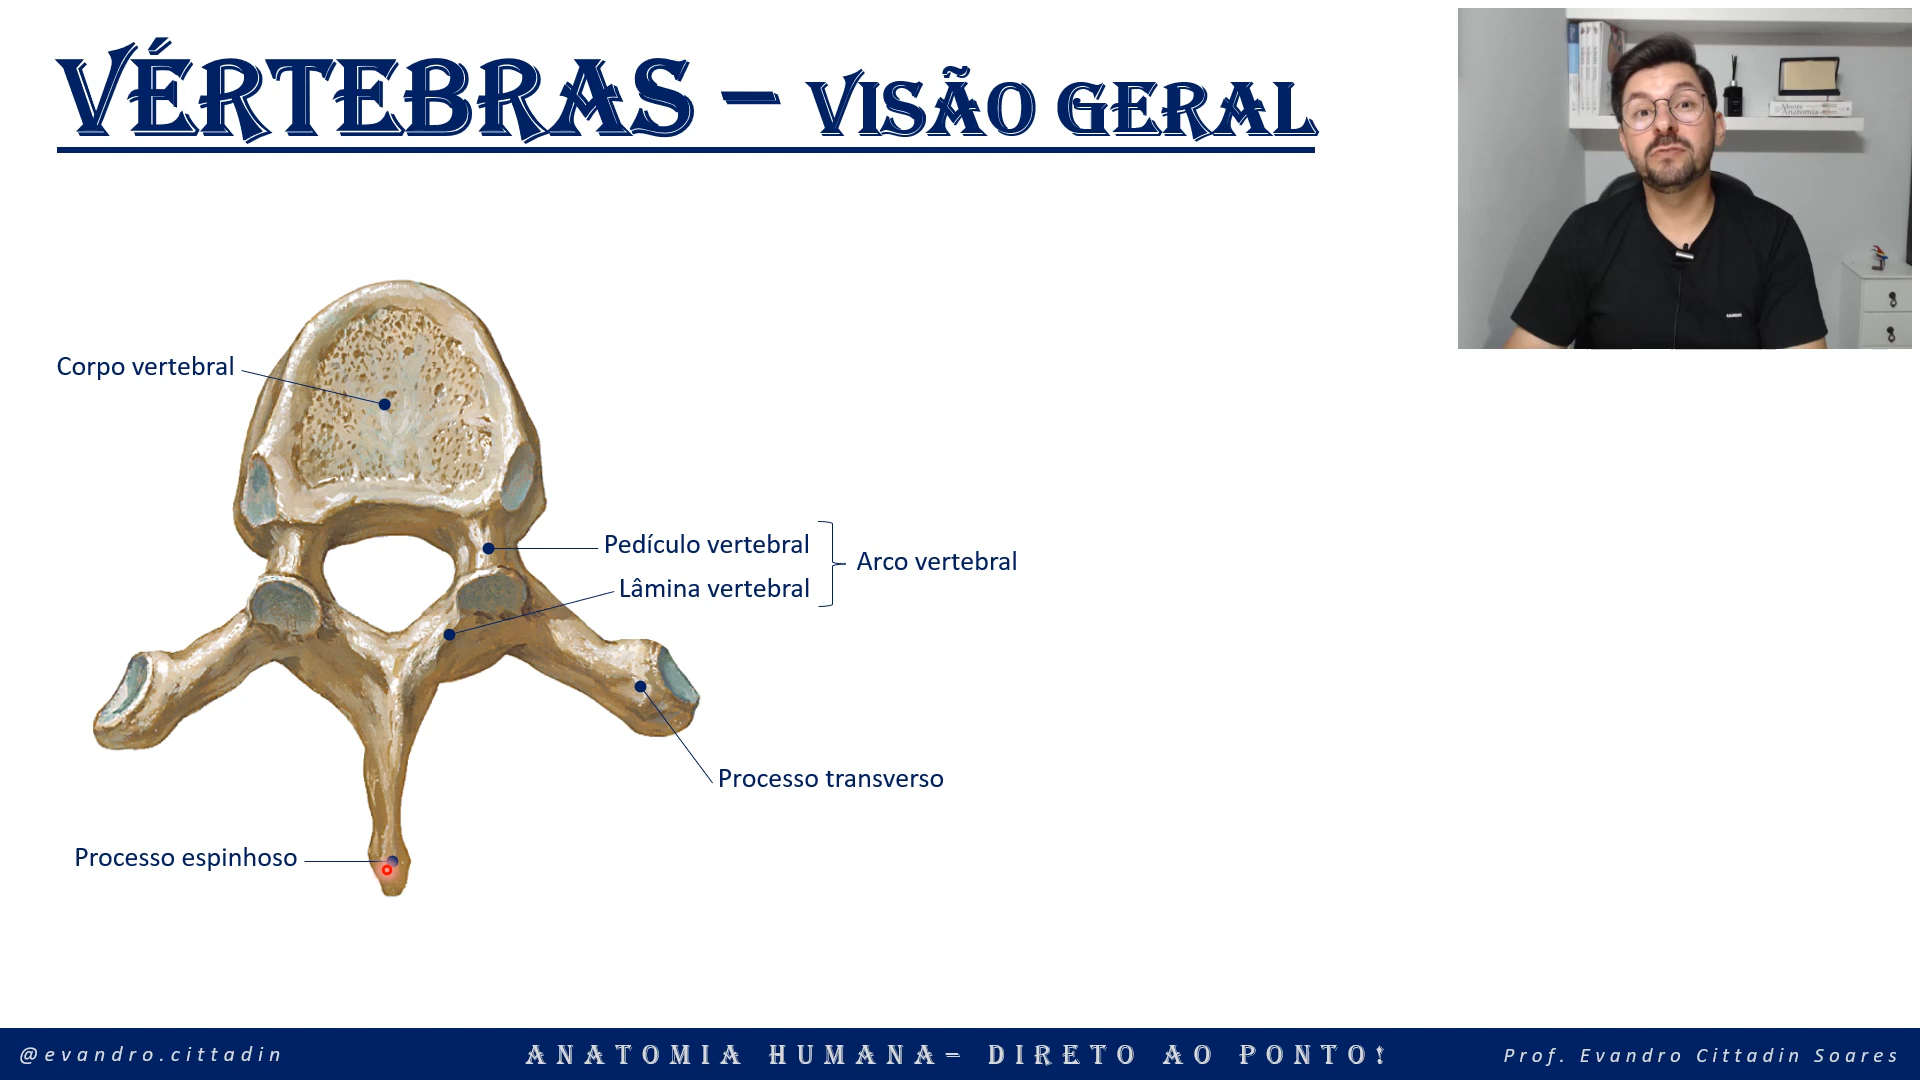 VÉRTEBRAS – VISÃO GERAL
Corpo vertebral
Pedículo vertebral
Lâmina vertebral
Arco vertebral
Processo transverso
Processo espinhoso
@evandro.cittadin
ANATOMIA HUMANA– DIRETO AO PONTO!
Prof. Evandro Cittadin Soares